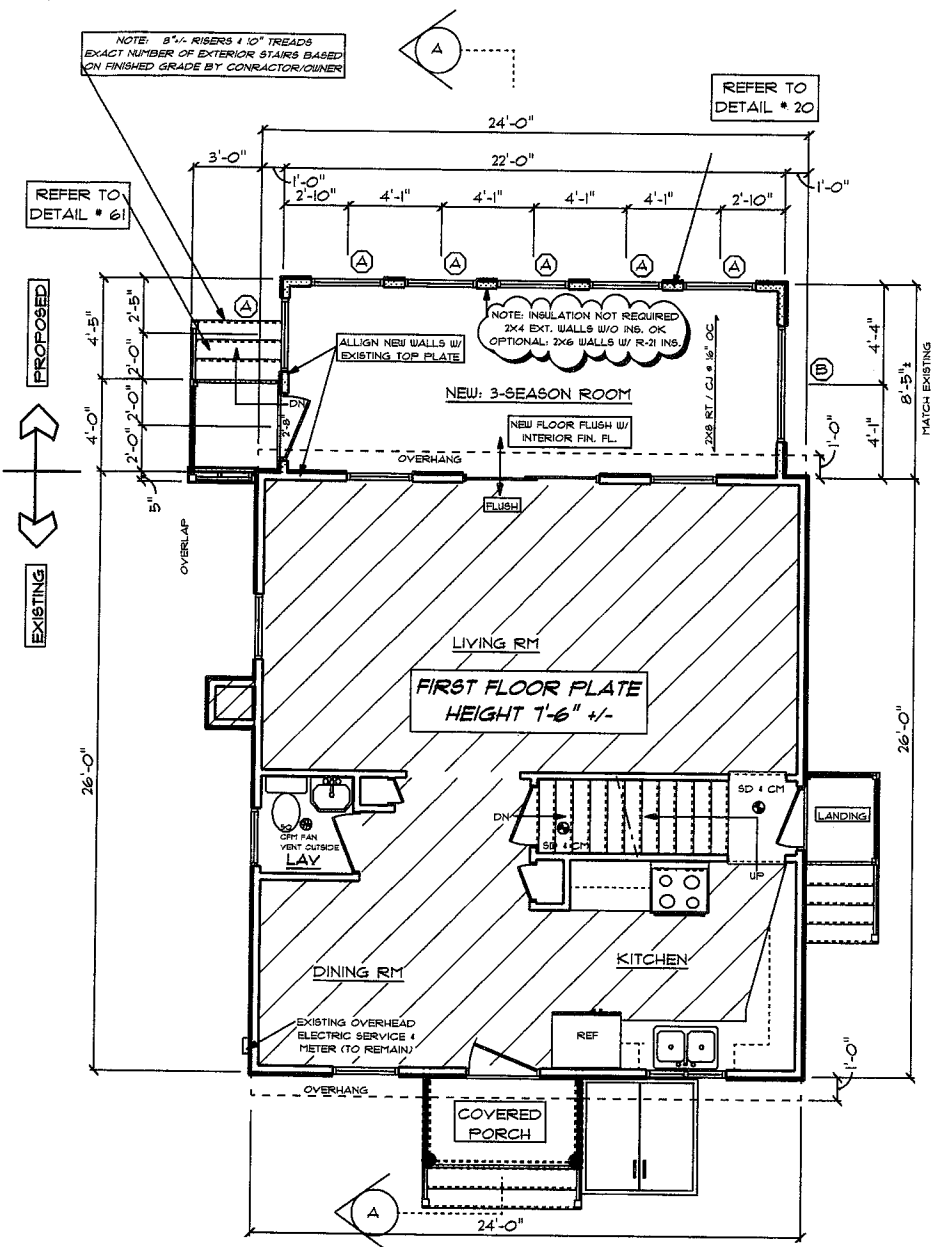 NOTE: 8"+/- RISERS & 10" TREADS
EXACT NUMBER OF EXTERIOR STAIRS BASED
ON FINISHED GRADE BY CONRACTOR/OWNER
A
REFER TO
DETAIL # 20
24'-0"
3'-0"
22'-0"
1'-0"
1'-0"
2'-10"
4'-1"
4'-1"
4'-1"
4'-1"
2'-10"
REFER TO
DETAIL # 61
A
A
A
A
A
A
PROPOSED
4'-5"
2'-5"
2'-0"
4'-0"
2'-0"
2'-0"
5"
OVERLAP
EXISTING
ALLIGN NEW WALLS W/
EXISTING TOP PLATE
NOTE: INSULATION NOT REQUIRED
2X4 EXT. WALLS W/O INS. OK
OPTIONAL: 2X6 WALLS W/ R-21 INS.
NEW: 3-SEASON ROOM
2X8 RT / CJ @ 16" OC
B
4'-4"
8'-5½
MATCH EXISTING
4'-1"
1'-0"
DN
2'-8"
NEW FLOOR FLUSH W/
INTERIOR FIN. FL.
OVERHANG
FLUSH
LIVING RM
FIRST FLOOR PLATE
HEIGHT 7'-6" +/-
26'-0"
26'-0"
50
CFM FAN
VENT OUTSIDE
LAV
DN
SD & CM
SD & CM
UP
LANDING
DINING RM
KITCHEN
EXISTING OVERHEAD
ELECTRIC SERVICE &
METER (TO REMAIN)
REF
OVERHANG
1'-0"
COVERED
PORCH
A
24'-0"